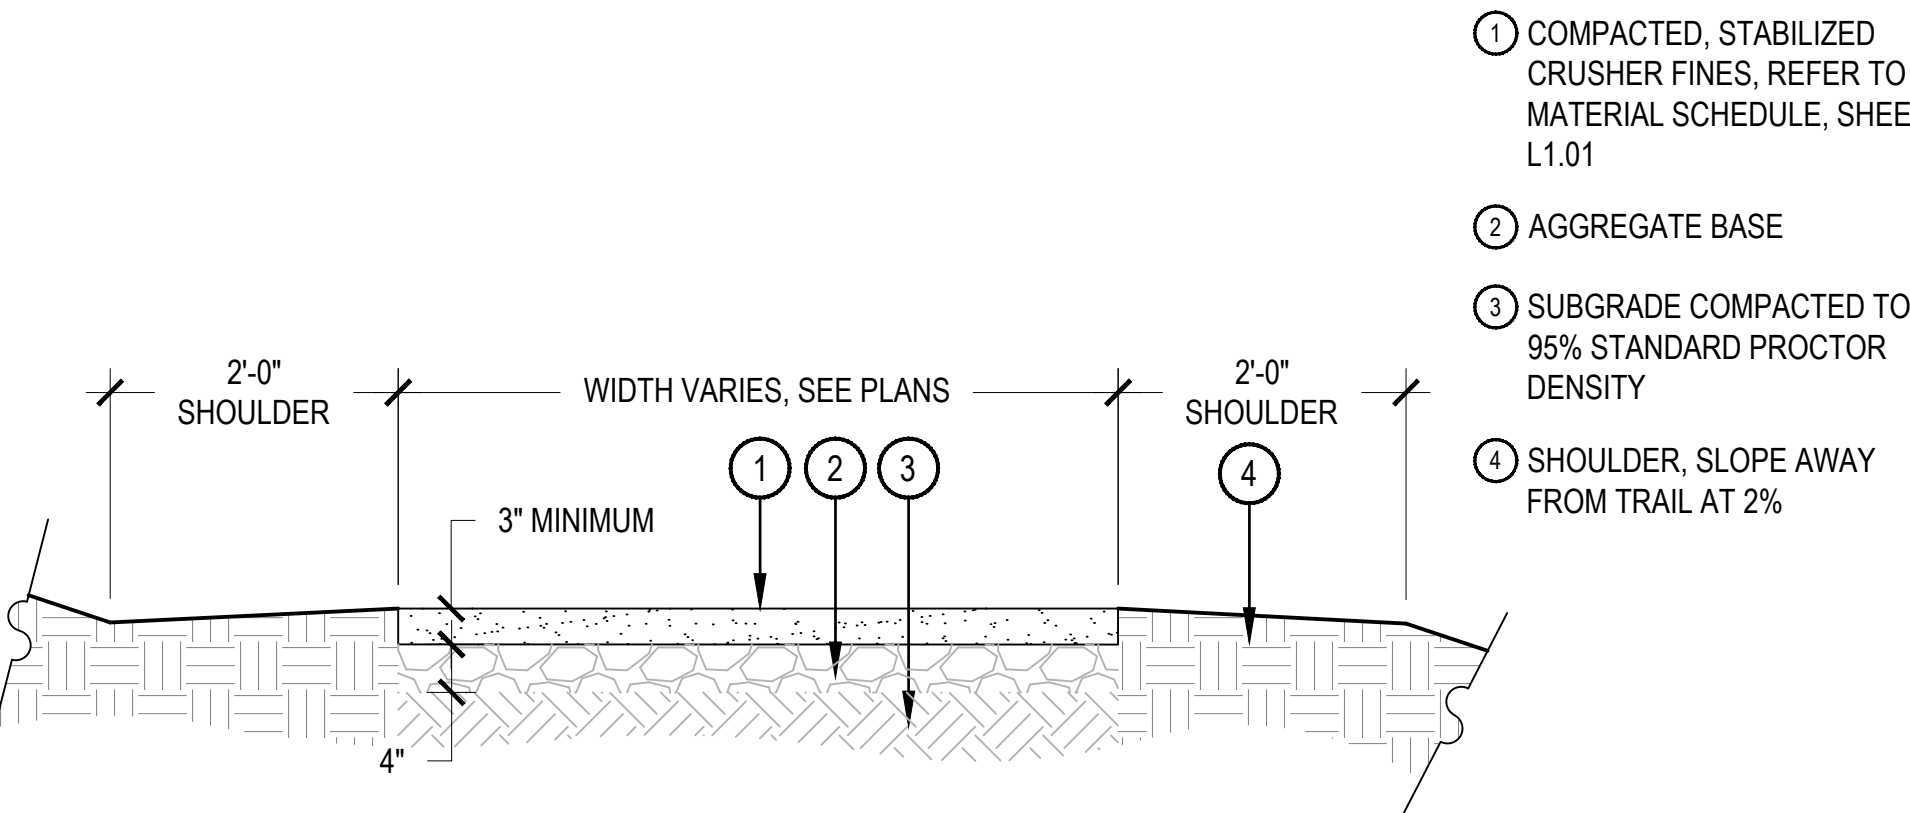 1 COMPACTED, STABILIZED
CRUSHER FINES, REFER TO
MATERIAL SCHEDULE, SHEE
L1.01
2 AGGREGATE BASE
3 SUBGRADE COMPACTED TO
95% STANDARD PROCTOR
DENSITY
4 SHOULDER, SLOPE AWAY
FROM TRAIL AT 2%
2'-0"
SHOULDER
WIDTH VARIES, SEE PLANS
2'-0"
SHOULDER
1 2 3 4
3" MINIMUM
4"